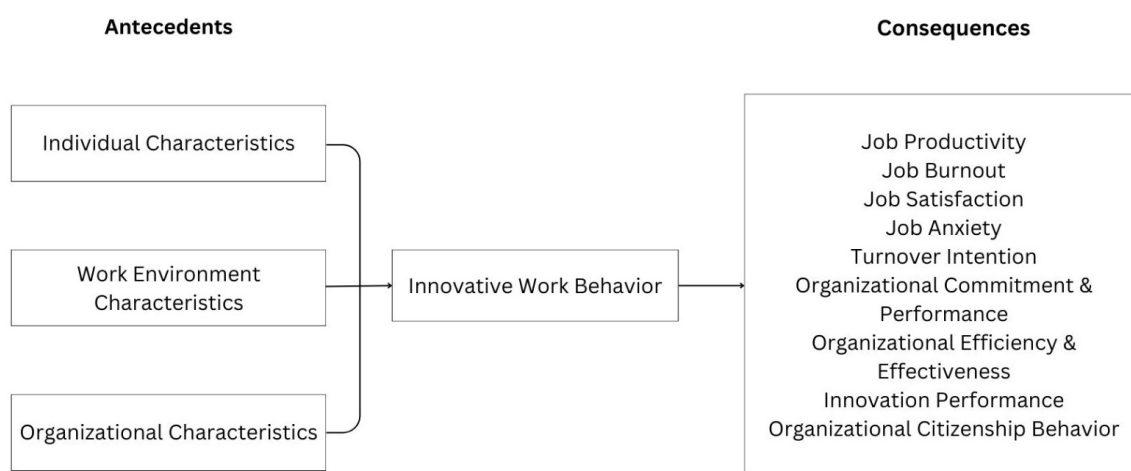 Antecedents
Consequences
Individual Characteristics
Work Environment
Characteristics
Organizational Characteristics
Innovative Work Behavior
Job Productivity
Job Burnout
Job Satisfaction
Job Anxiety
Turnover Intention
Organizational Commitment &
Performance
Organizational Efficiency &
Effectiveness
Innovation Performance
Organizational Citizenship Behavior